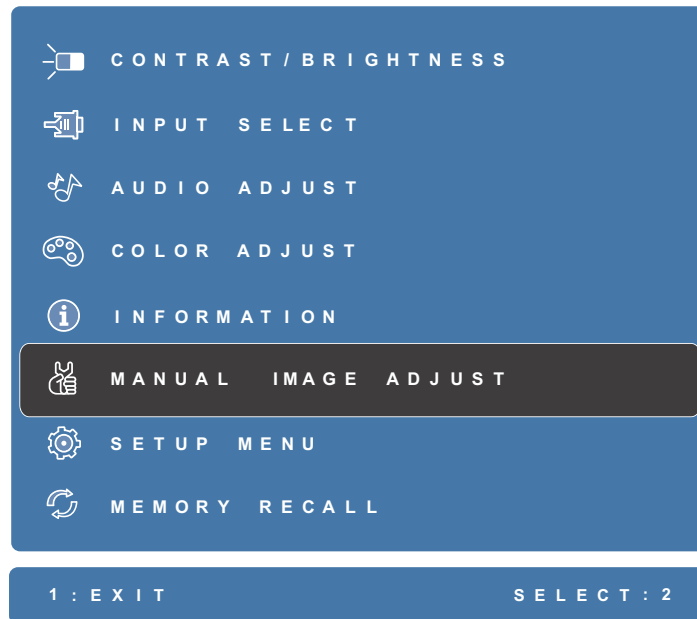 CONTRAST/BRIGHTNESS
INPUT SELECT
AUDIO ADJUST
COLOR ADJUST
INFORMATION
MANUAL IMAGE ADJUST
SETUP MENU
MEMORY RECALL
1:EXIT SELECT:2